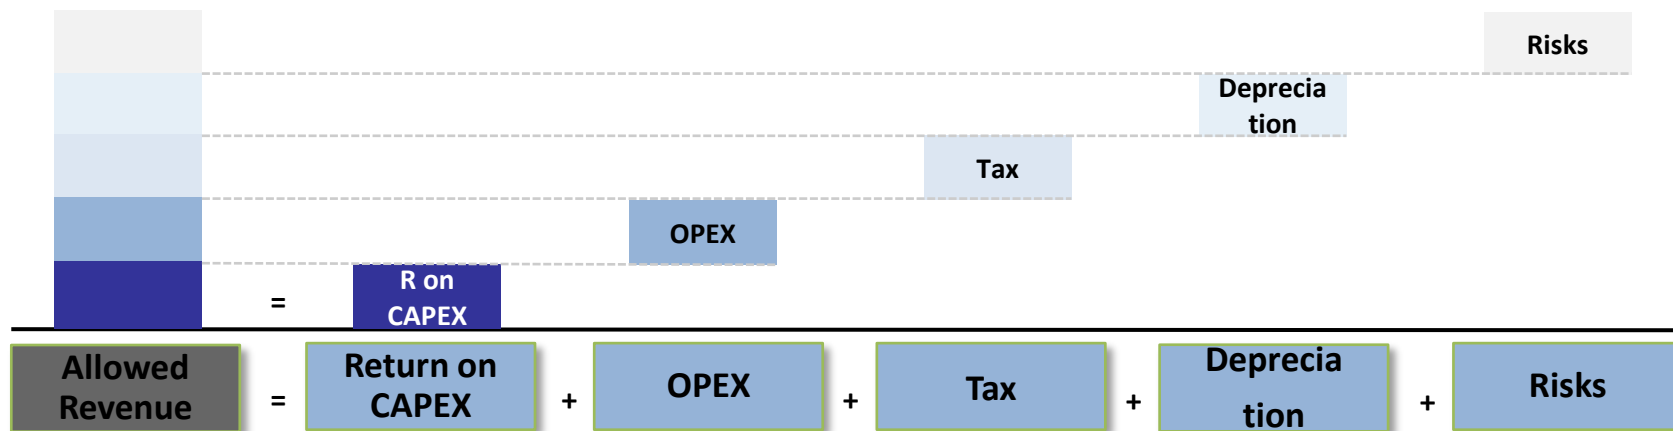 Risks
Deprecia
tion
Tax
OPEX
=
R on
CAPEX
Allowed
Revenue
=
Return on
CAPEX
+
OPEX
+
Tax
+
Deprecia
tion
+
Risks